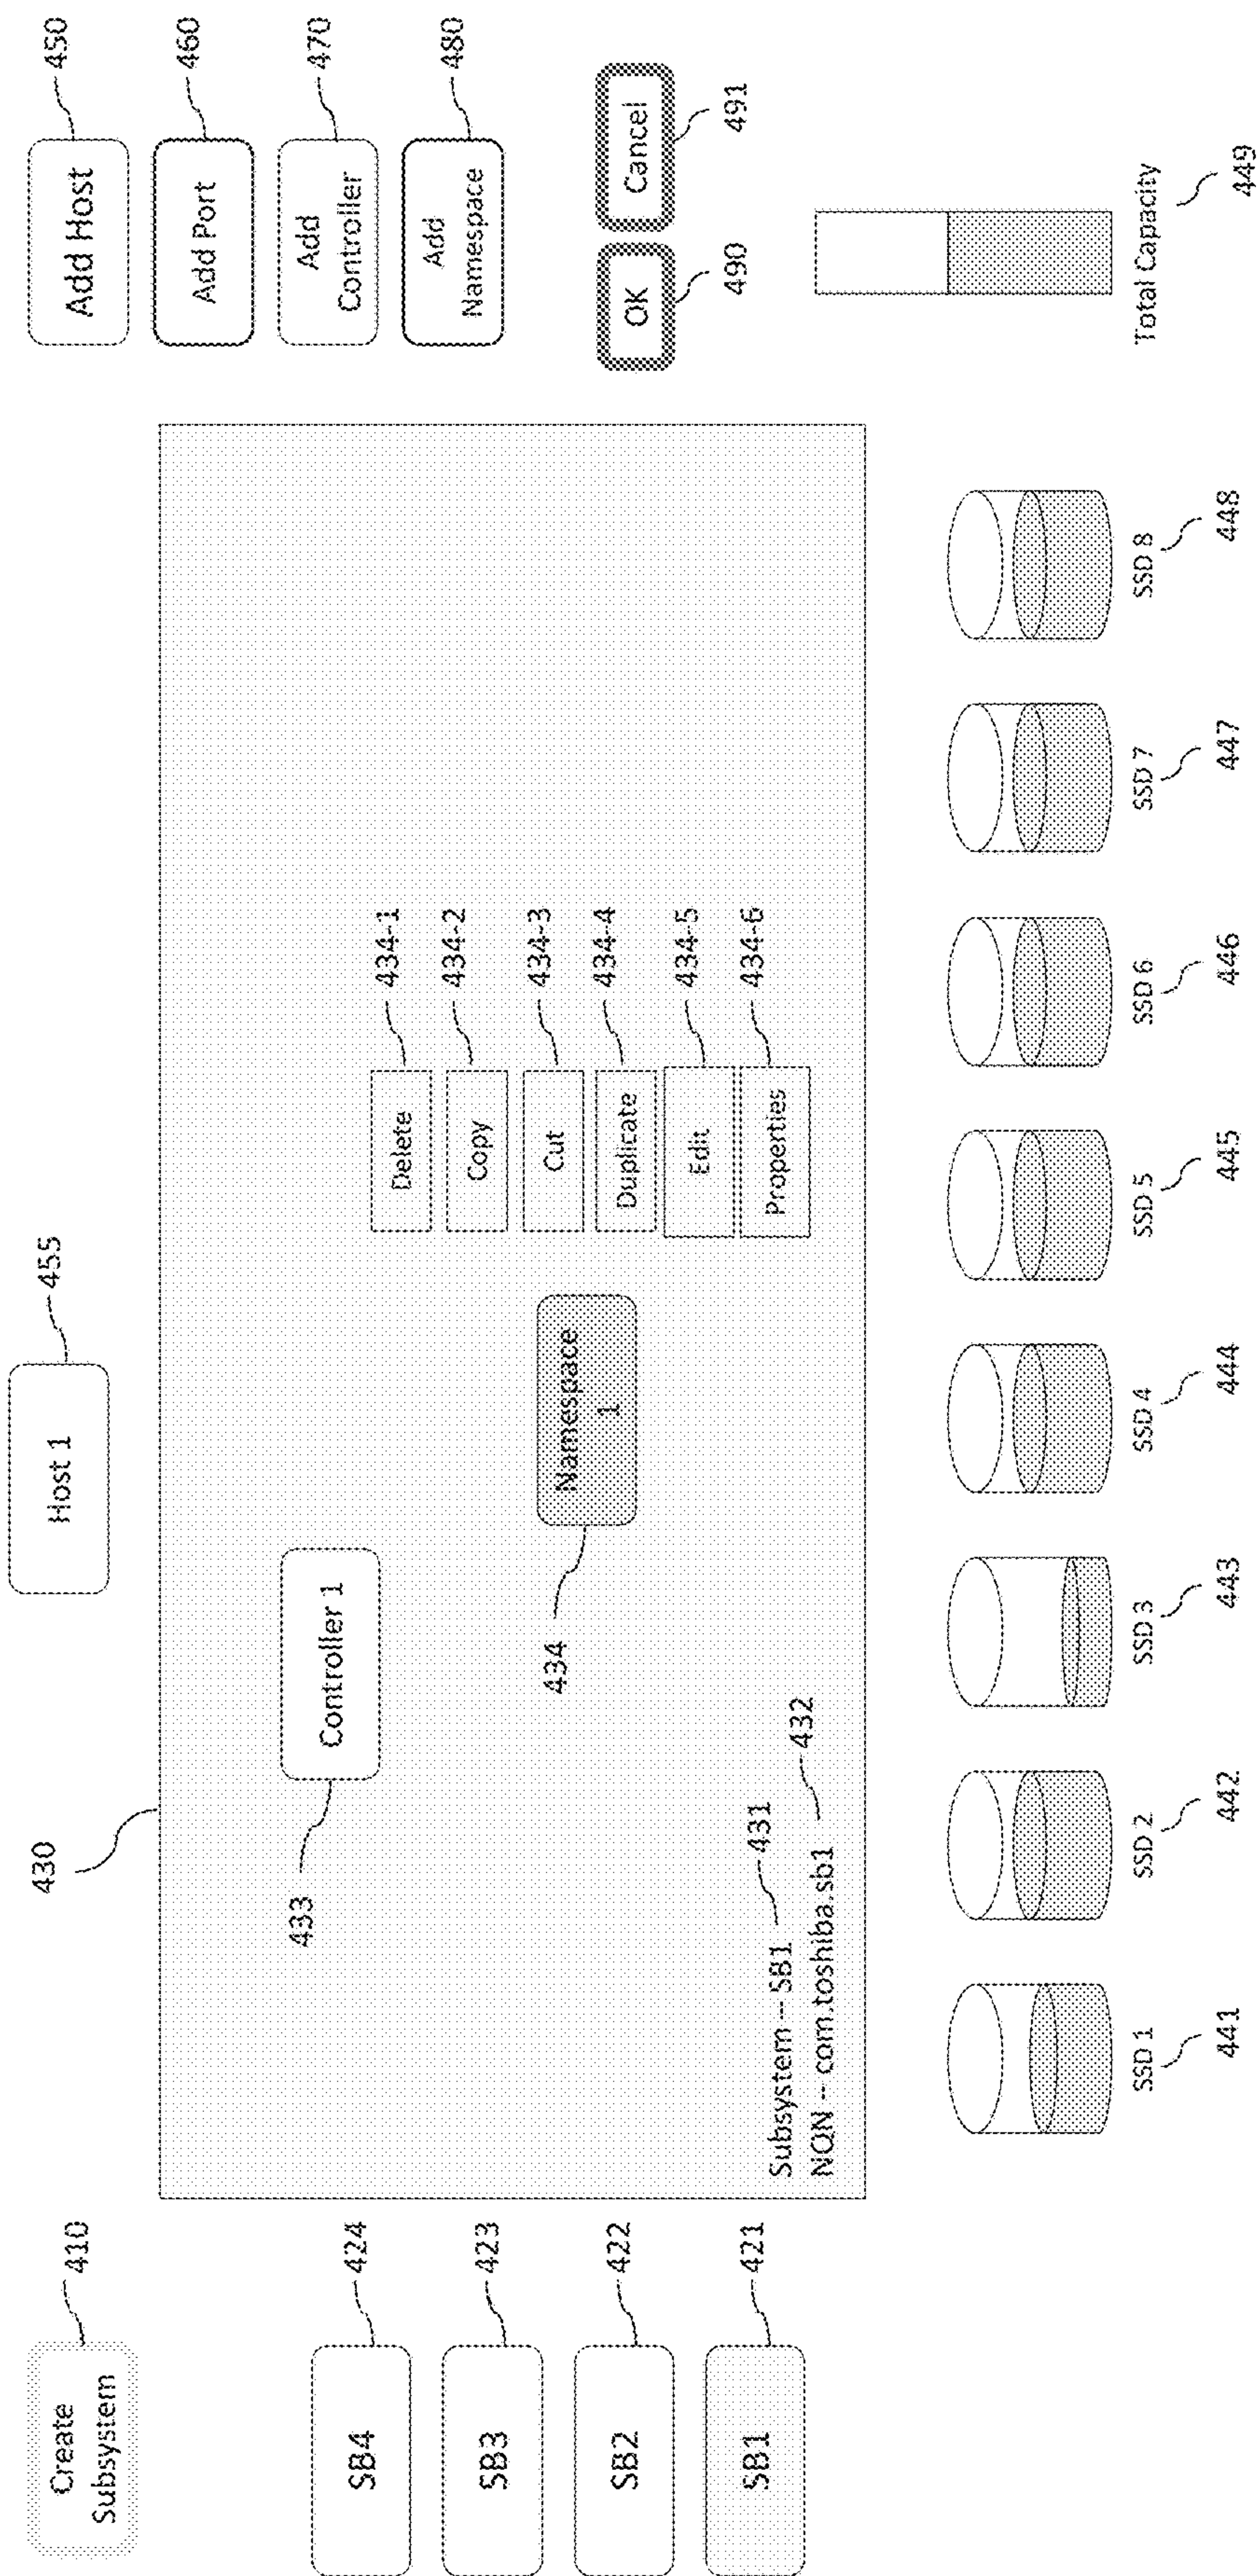 Create
Subsystem
410
430
Host 1
455
Add Host
450
Add Port
460
Add
Controller
470
Add
Namespace
480
SB4
424
SB3
423
SB2
422
SB1
421
433
Controller 1
434
Namespace
1
Delete
434-1
Copy
434-2
Cut
434-3
Duplicate
434-4
Edit
434-5
Properties
434-6
Subsystem -- SB1
431
NQN -- com.toshiba.sb1
432
OK
490
Cancel
491
SSD 1
441
SSD 2
442
SSD 3
443
SSD 4
444
SSD 5
445
SSD 6
446
SSD 7
447
SSD 8
448
Total Capacity
449